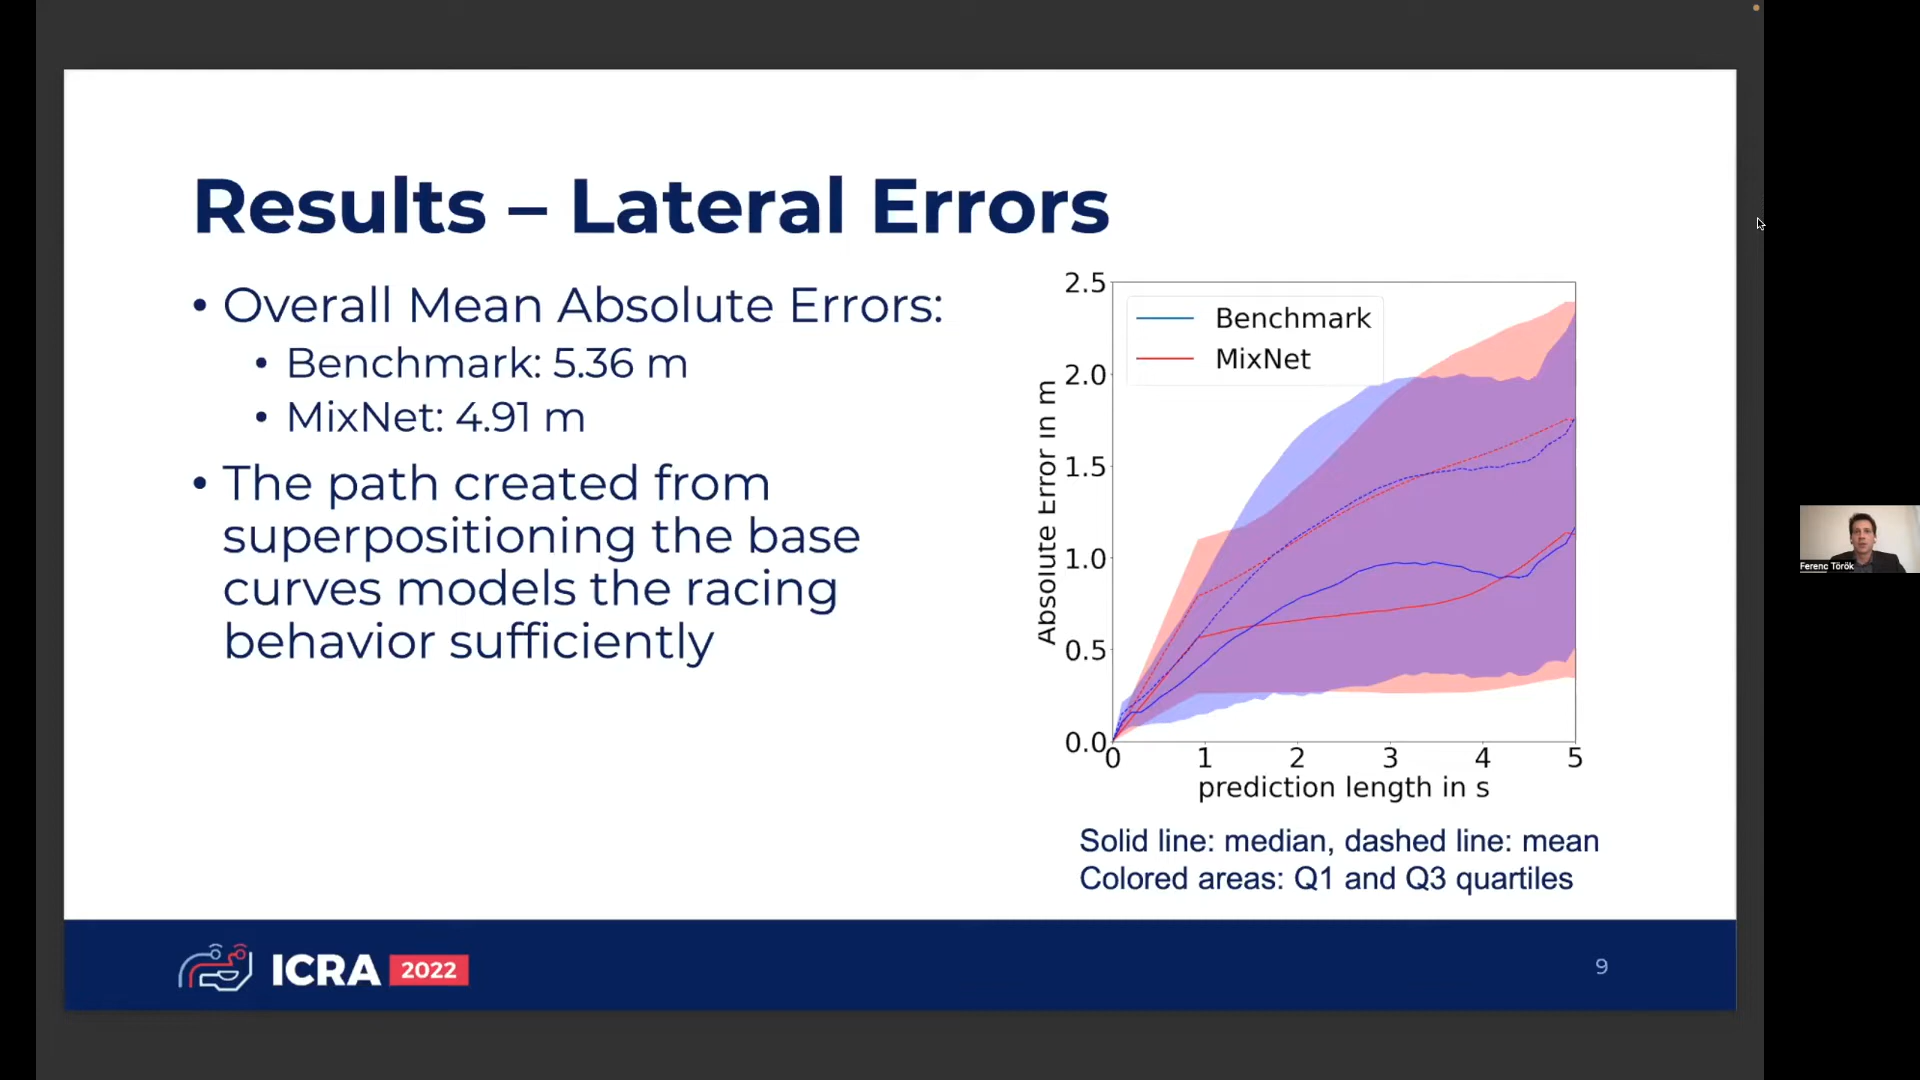 Results – Lateral Errors
• Overall Mean Absolute Errors:
• Benchmark: 5.36 m
• MixNet: 4.91 m
• The path created from
superpositioning the base
curves models the racing
behavior sufficiently
2.5
2.0
1.5
1.0
0.5
0.0
Absolute Error in m
Benchmark
MixNet
0 1 2 3 4 5
prediction length in s
Solid line: median, dashed line: mean
Colored areas: Q1 and Q3 quartiles
ICRA 2022
9
Ferenc Török